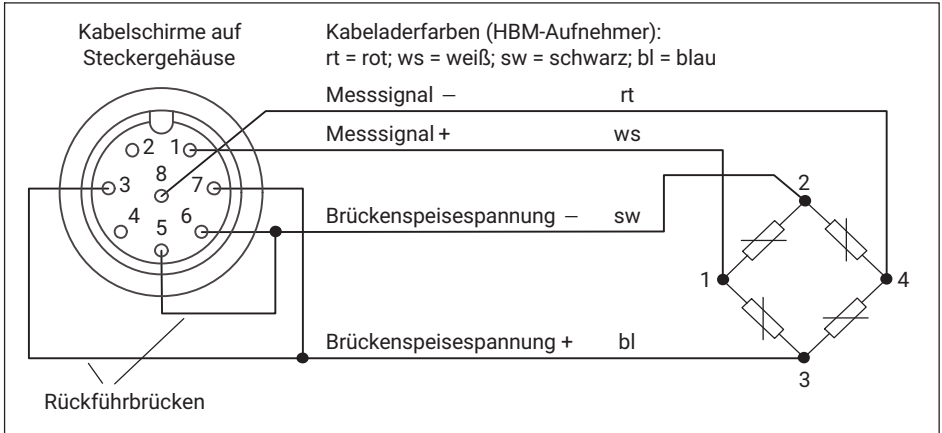 Kabelschirme auf
Steckergehäuse
Kabeladerfarben (HBM-Aufnehmer):
rt = rot; ws = weiß; sw = schwarz; bl = blau
Messsignal – rt
Messsignal + ws
2 1
8
3 7
4 6
5
Brückenspeisespannung – sw
2
1 4
Brückenspeisespannung + bl
3
Rückführbrücken